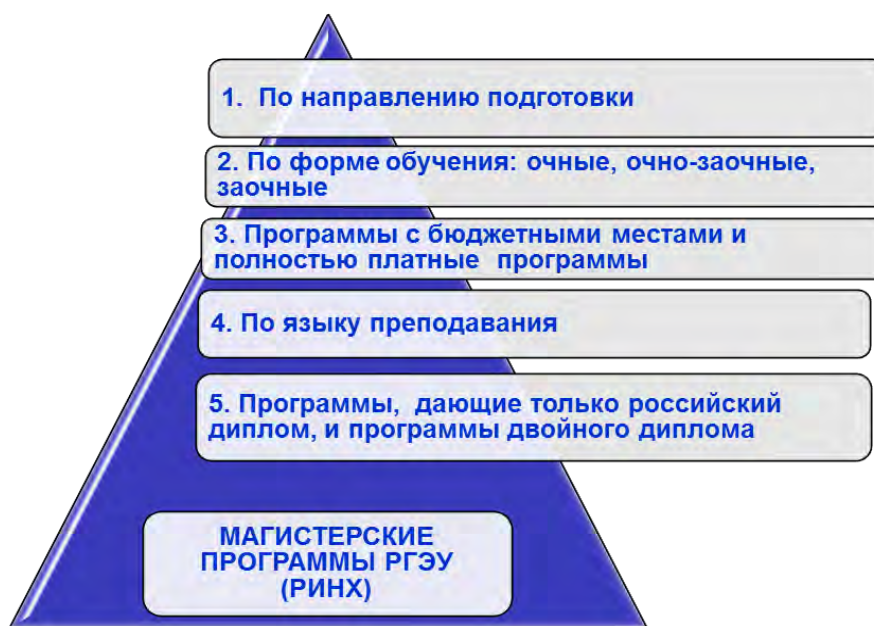 1. По направлению подготовки
2. По форме обучения: очные, очно-заочные,
заочные
3. Программы с бюджетными местами и
полностью платные программы
4. По языку преподавания
5. Программы, дающие только российский
диплом, и программы двойного диплома
МАГИСТЕРСКИЕ
ПРОГРАММЫ РГЭУ
(РИНХ)